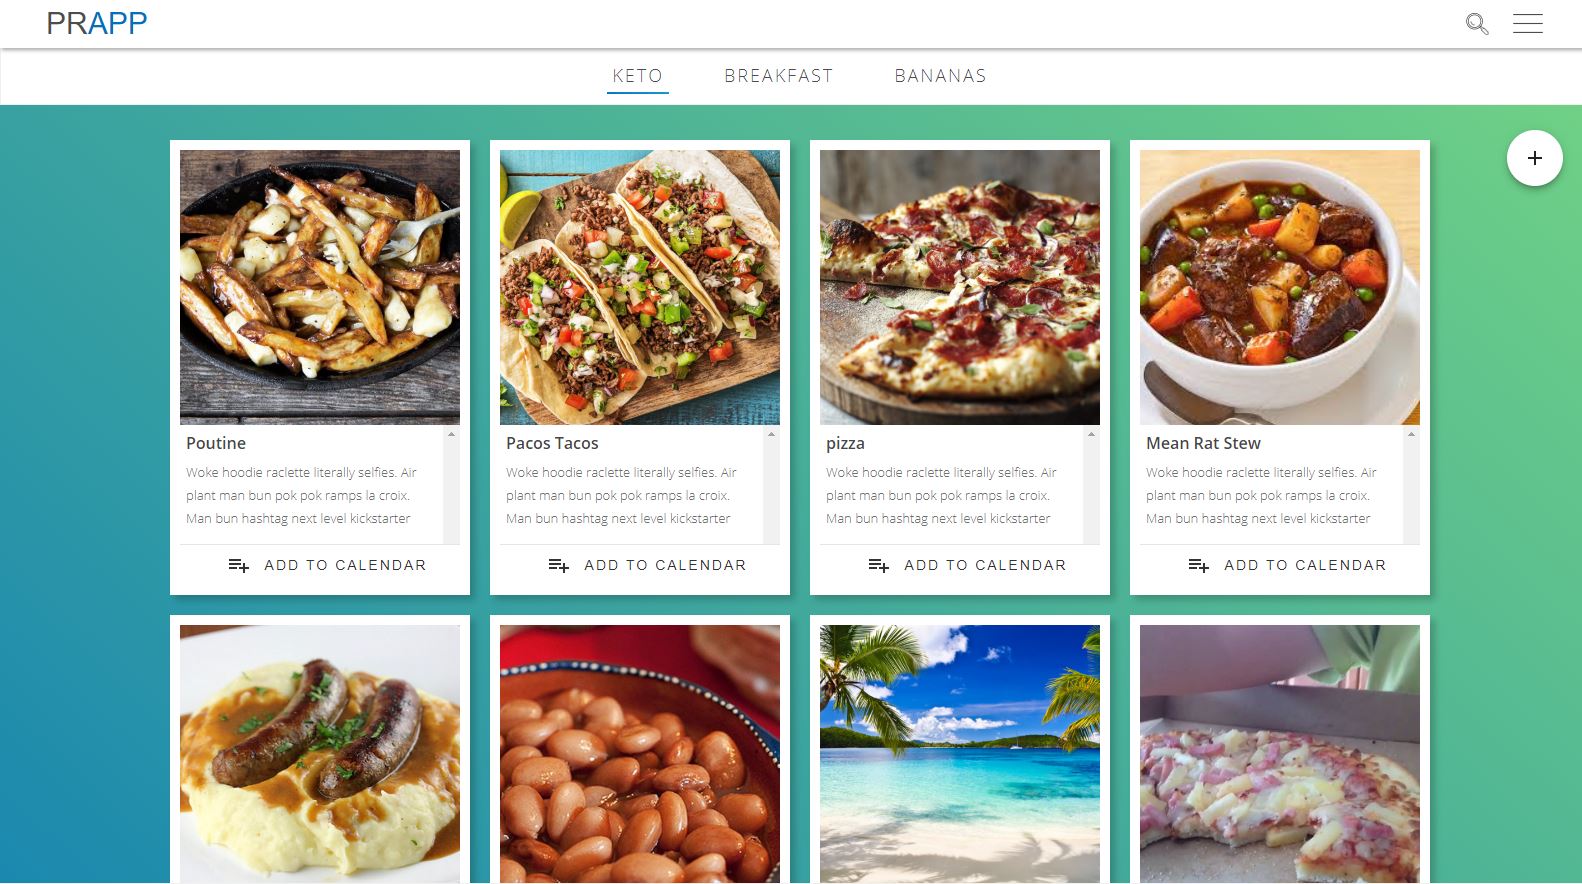 PRAPP
KETO
BREAKFAST
BANANAS
Poutine
Woke hoodie raclette literally selfies. Air
plant man bun pok pok ramps la croix.
Man bun hashtag next level kickstarter
ADD TO CALENDAR
Pacos Tacos
Woke hoodie raclette literally selfies. Air
plant man bun pok pok ramps la croix.
Man bun hashtag next level kickstarter
ADD TO CALENDAR
pizza
Woke hoodie raclette literally selfies. Air
plant man bun pok pok ramps la croix.
Man bun hashtag next level kickstarter
ADD TO CALENDAR
Mean Rat Stew
Woke hoodie raclette literally selfies. Air
plant man bun pok pok ramps la croix.
Man bun hashtag next level kickstarter
ADD TO CALENDAR